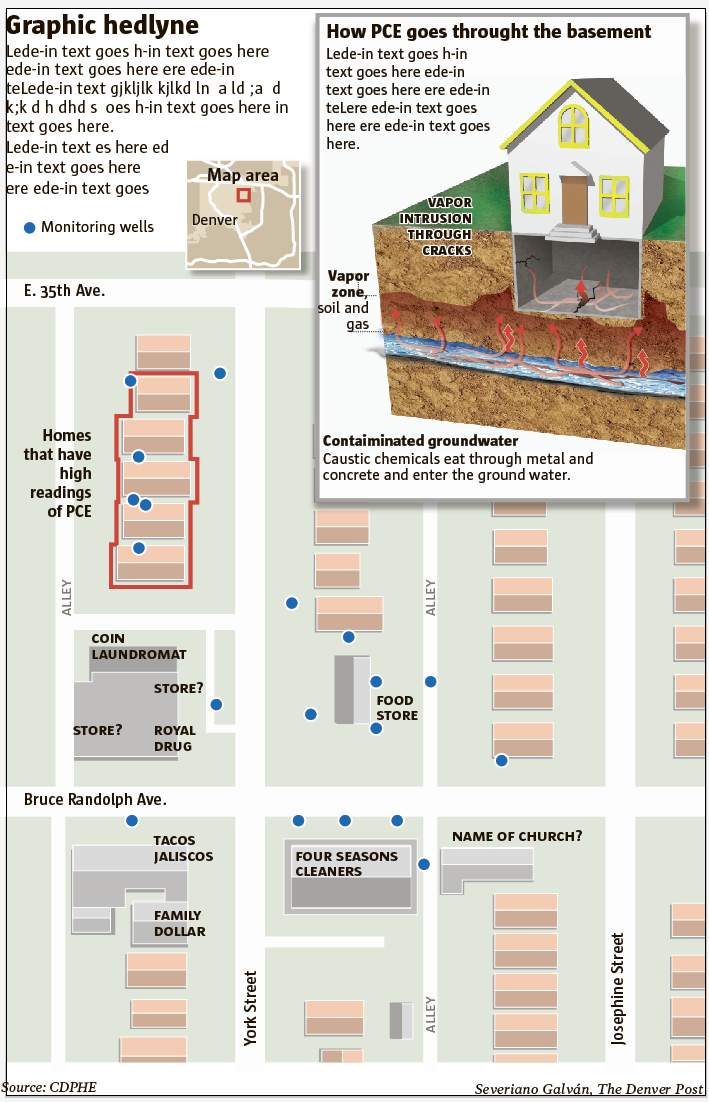 Graphic hedlyne
Lede-in text goes h-in text goes here
ede-in text goes here ere ede-in
teLede-in text gjkljlk kjlkd ln  a ld ;a  d
k;k d h dhd s  oes h-in text goes here in
text goes here.
Lede-in text es here ed
e-in text goes here
ere ede-in text goes
Monitoring wells
Map area
Denver
How PCE goes throught the basement
Lede-in text goes h-in
text goes here ede-in
text goes here ere ede-in
teLere ede-in text goes
here ere ede-in text goes
here.
VAPOR
INTRUSION
THROUGH
CRACKS
Vapor
zone,
soil and
gas
Contaiminated groundwater
Caustic chemicals eat through metal and
concrete and enter the ground water.
E. 35th Ave.
Homes
that have
high
readings
of PCE
ALLEY
ALLEY
COIN
LAUNDROMAT
STORE?
STORE?
ROYAL
DRUG
FOOD
STORE
Bruce Randolph Ave.
TACOS
JALISCOS
FAMILY
DOLLAR
FOUR SEASONS
CLEANERS
NAME OF CHURCH?
York Street
ALLEY
Josephine Street
Source: CDPHE
Severiano Galván, The Denver Post